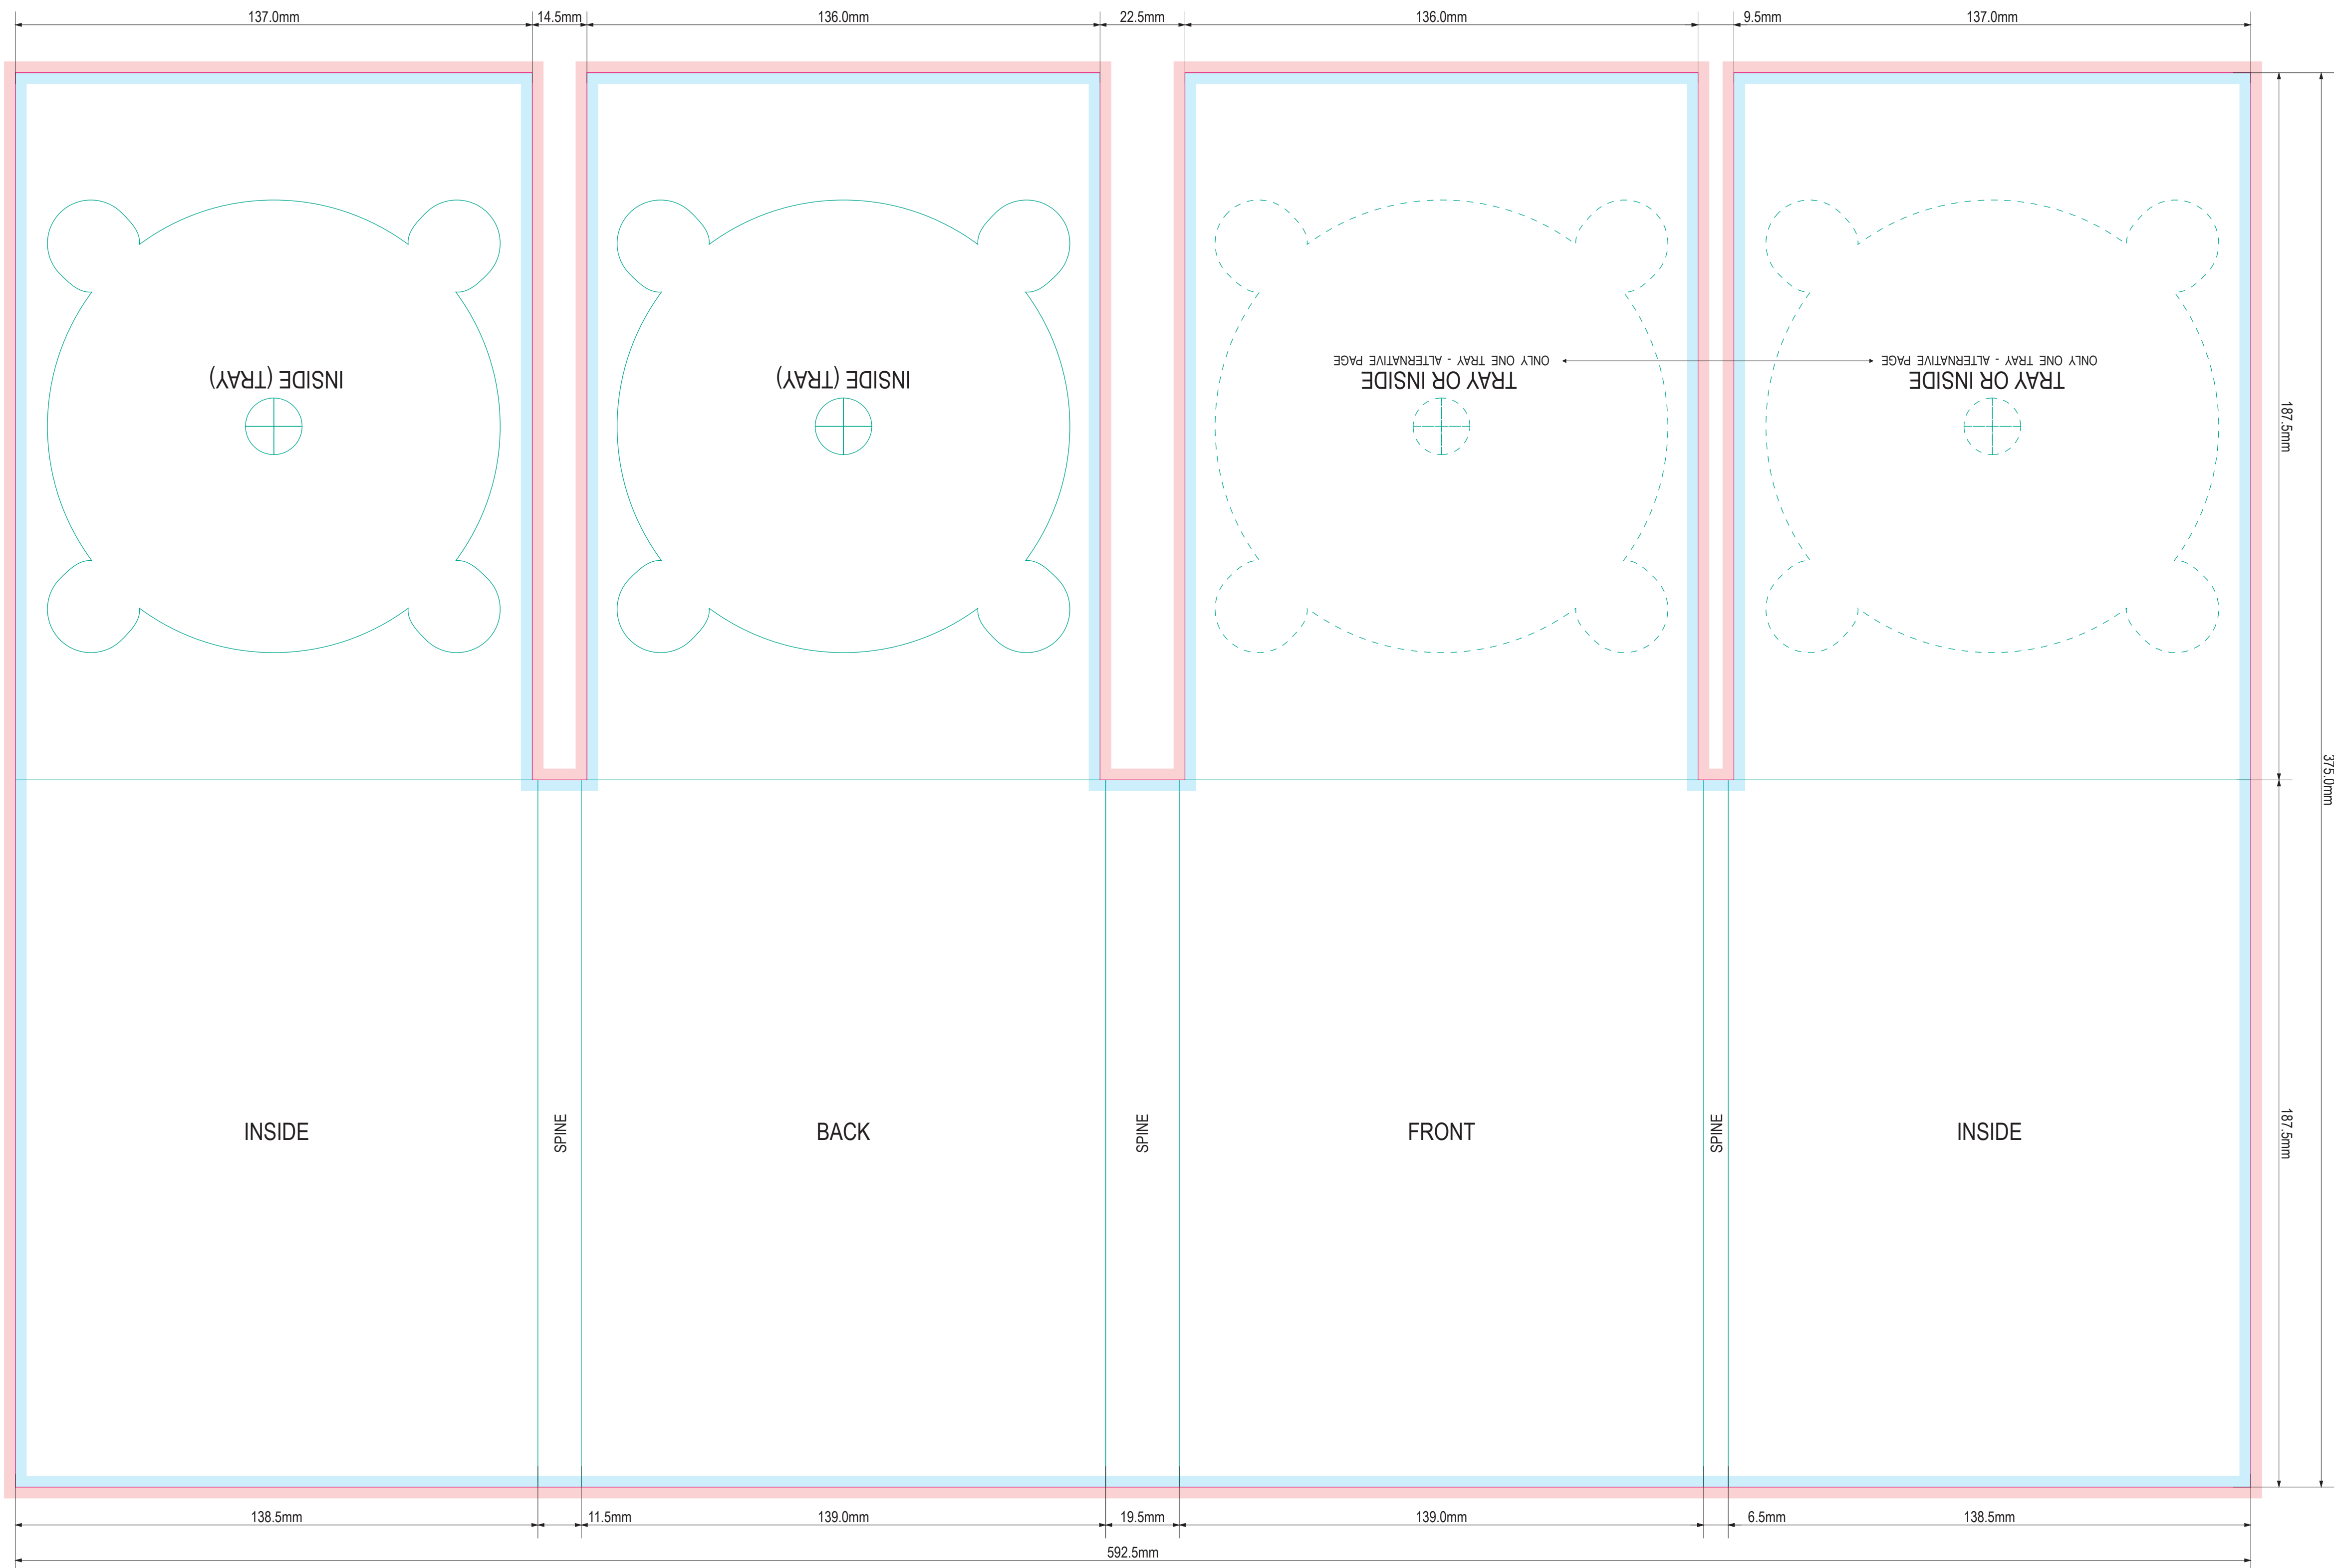 137.0mm
14.5mm
136.0mm
22.5mm
136.0mm
9.5mm
137.0mm
INSIDE (TRAY)
INSIDE (TRAY)
TRAY OR INSIDE
ONLY ONE TRAY - ALTERNATIVE PAGE
TRAY OR INSIDE
ONLY ONE TRAY - ALTERNATIVE PAGE
187.5mm
375.0mm
INSIDE
SPINE
BACK
SPINE
FRONT
SPINE
INSIDE
187.5mm
138.5mm
11.5mm
139.0mm
19.5mm
139.0mm
6.5mm
138.5mm
592.5mm